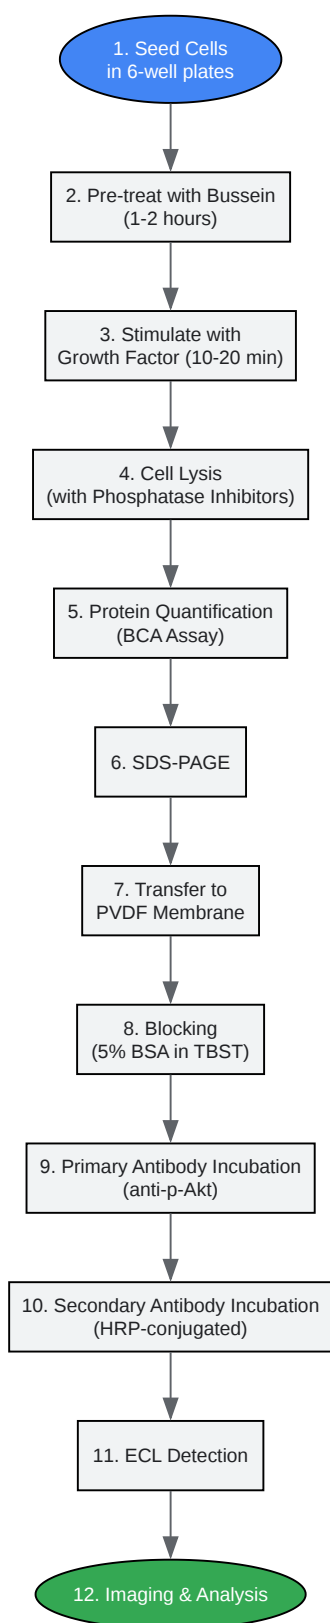 1. Seed Cells
in 6-well plates
2. Pre-treat with Bussein
(1-2 hours)
3. Stimulate with
Growth Factor (10-20 min)
4. Cell Lysis
(with Phosphatase Inhibitors)
5. Protein Quantification
(BCA Assay)
6. SDS-PAGE
7. Transfer to
PVDF Membrane
8. Blocking
(5% BSA in TBST)
9. Primary Antibody Incubation
(anti-p-Akt)
10. Secondary Antibody Incubation
(HRP-conjugated)
11. ECL Detection
12. Imaging & Analysis